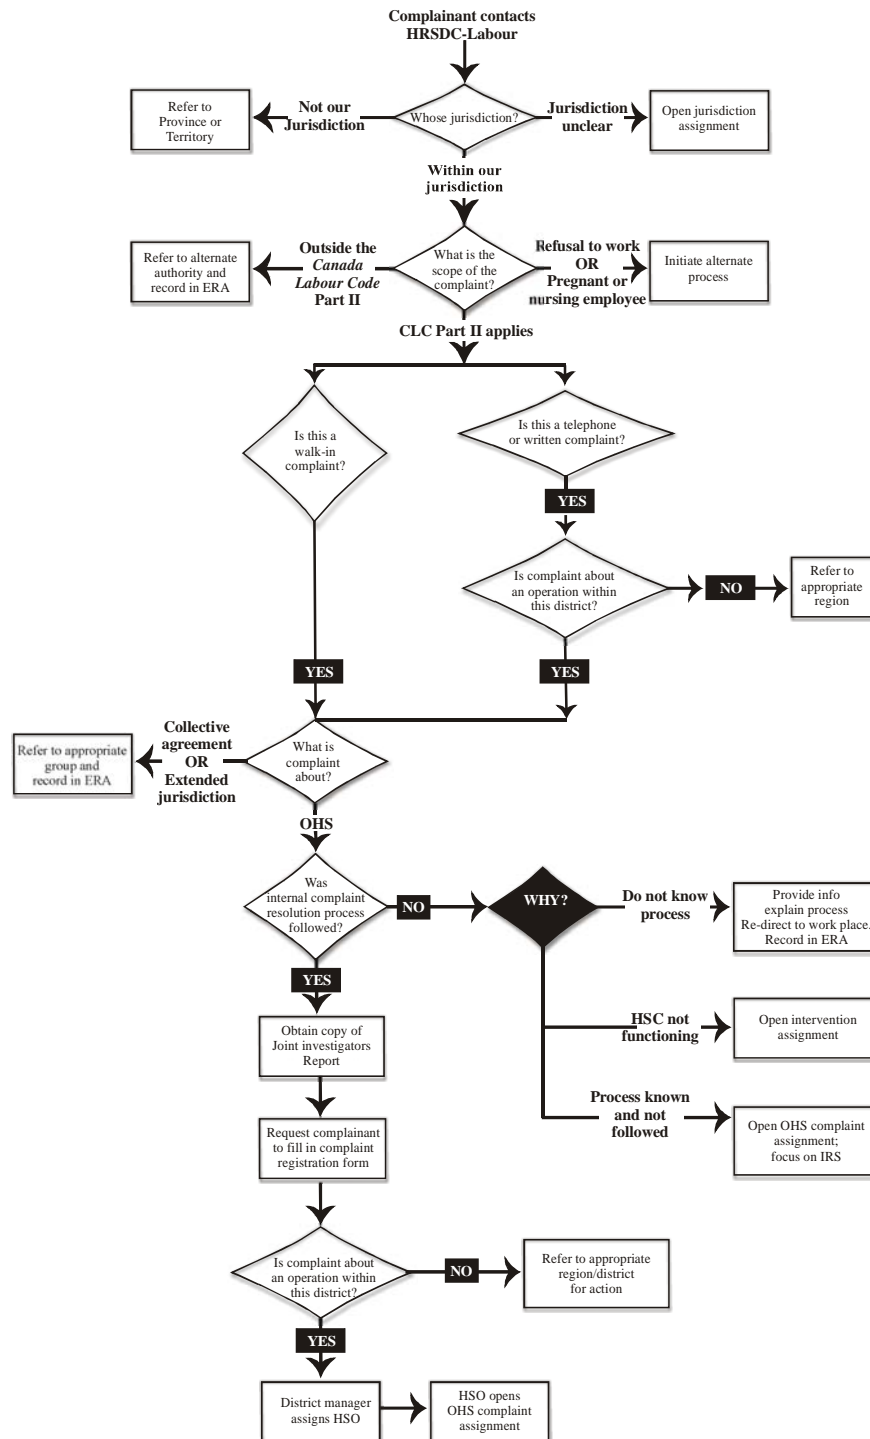 Complainant contacts
HRSDC-Labour
Refer to
Province or
Territory
Not our
Jurisdiction
Whose jurisdiction?
Jurisdiction
unclear
Open jurisdiction
assignment
Within our
jurisdiction
Refer to alternate
authority and
record in ERA
Outside the
Canada
Labour Code
Part II
What is the
scope of the
complaint?
Refusal to work
OR
Pregnant or
nursing employee
Initiate alternate
process
CLC Part II applies
Is this a
walk-in
complaint?
Is this a telephone
or written complaint?
YES
Is complaint about
an operation within
this district?
NO
Refer to
appropriate
region
YES
YES
Refer to appropriate
group and
record in ERA
Collective
agreement
OR
Extended
jurisdiction
What is
complaint
about?
OHS
Was
internal complaint
resolution process
followed?
NO
WHY?
Do not know
process
Provide info
explain process
Re-direct to work place.
Record in ERA
YES
HSC not
functioning
Open intervention
assignment
Obtain copy of
Joint investigators
Report
Process known
and not
followed
Open OHS complaint
assignment;
focus on IRS
Request complainant
to fill in complaint
registration form
Is complaint about
an operation within
this district?
NO
Refer to appropriate
region/district
for action
YES
District manager
assigns HSO
HSO opens
OHS complaint
assignment